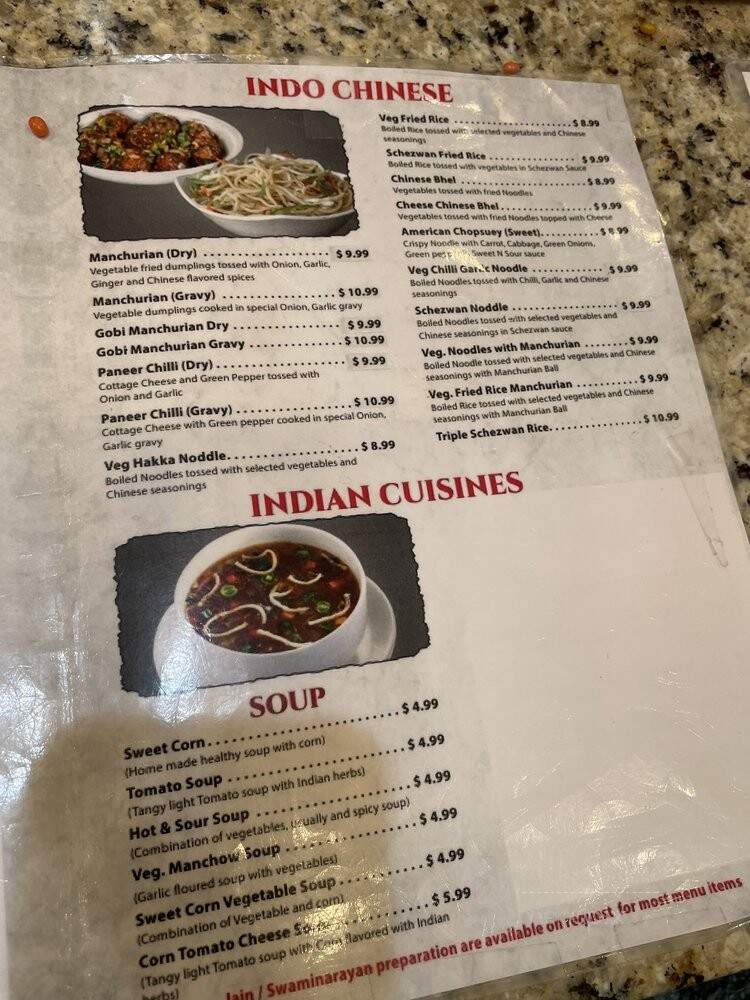 INDO CHINESE
Manchurian (Dry) .................. $ 9.99
Vegetable fried dumplings tossed with Onion, Garlic,
Ginger and Chinese flavored spices
Manchurian (Gravy) ................ $ 10.99
Vegetable dumplings cooked in special Onion, Garlic gravy
Gobi Manchurian Dry ............... $ 9.99
Gobi Manchurian Gravy ............. $ 10.99
Paneer Chilli (Dry) .................. $ 9.99
Cottage Cheese and Green Pepper tossed with
Onion and Garlic
Paneer Chilli (Gravy) ................ $ 10.99
Cottage Cheese with Green pepper cooked in special Onion,
Garlic gravy
Veg Hakka Noddle ................... $ 8.99
Boiled Noodles tossed with selected vegetables and
Chinese seasonings
Veg Fried Rice ..................... $ 8.99
Boiled Rice tossed with selected vegetables and Chinese
seasonings
Schezwan Fried Rice ................ $ 9.99
Boiled Rice tossed with vegetables in Schezwan Sauce
Chinese Bhel ....................... $ 8.99
Vegetables tossed with fried Noodles
Cheese Chinese Bhel ................ $ 9.99
Vegetables tossed with fried Noodles topped with Cheese
American Chopsuey (Sweet) .......... $ 8.99
Crispy Noodle with Carrot, Cabbage, Green Onions,
Green Sweet N Sour sauce
Veg Chilli Garlic Noodle ............ $ 9.99
Boiled Noodles tossed with Chilli, Garlic and Chinese
seasonings
Schezwan Noddle .................... $ 9.99
Boiled Noodles tossed with selected vegetables and
Chinese seasonings in Schezwan sauce
Veg. Noodles with Manchurian ........ $ 9.99
Boiled Noodle tossed with selected vegetables and Chinese
seasonings with Manchurian Ball
Veg. Fried Rice Manchurian .......... $ 9.99
Boiled Rice tossed with selected vegetables and Chinese
seasonings with Manchurian Ball
Triple Schezwan Rice ................ $ 10.99
INDIAN CUISINES
SOUP
Sweet Corn .......................... $ 4.99
(Home made healthy soup with corn)
Tomato Soup ........................ $ 4.99
(Tangy light Tomato soup with Indian herbs)
Hot & Sour Soup .................... $ 4.99
(Combination of vegetables, usually and spicy soup)
Veg. Manchow Soup .................. $ 4.99
(Garlic floured soup with vegetables)
Sweet Corn Vegetable Soup ........... $ 4.99
(Combination of Vegetable and corn)
Corn Tomato Cheese ................. $ 5.99
(Tangy light Tomato soup with Corn flavored with Indian
herbs)
Jain / Swaminarayan preparation are available on request for most menu items